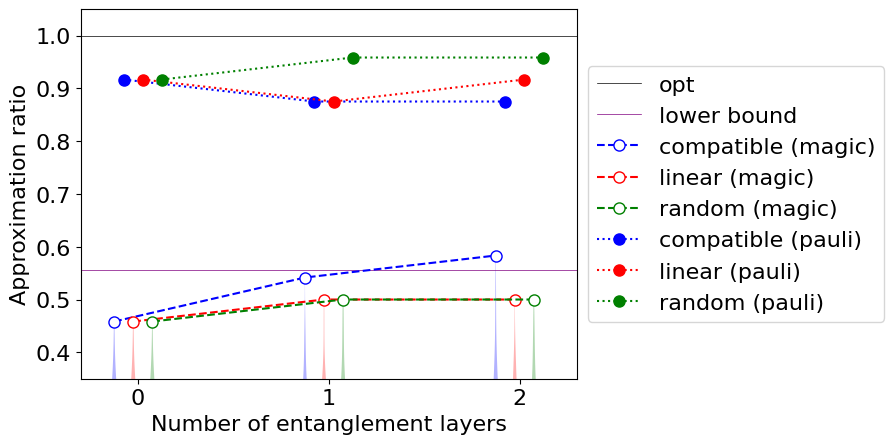 1.0
0.9
0.8
0.7
0.6
0.5
0.4
Approximation ratio
0 1 2
Number of entanglement layers
opt
lower bound
compatible (magic)
linear (magic)
random (magic)
compatible (pauli)
linear (pauli)
random (pauli)